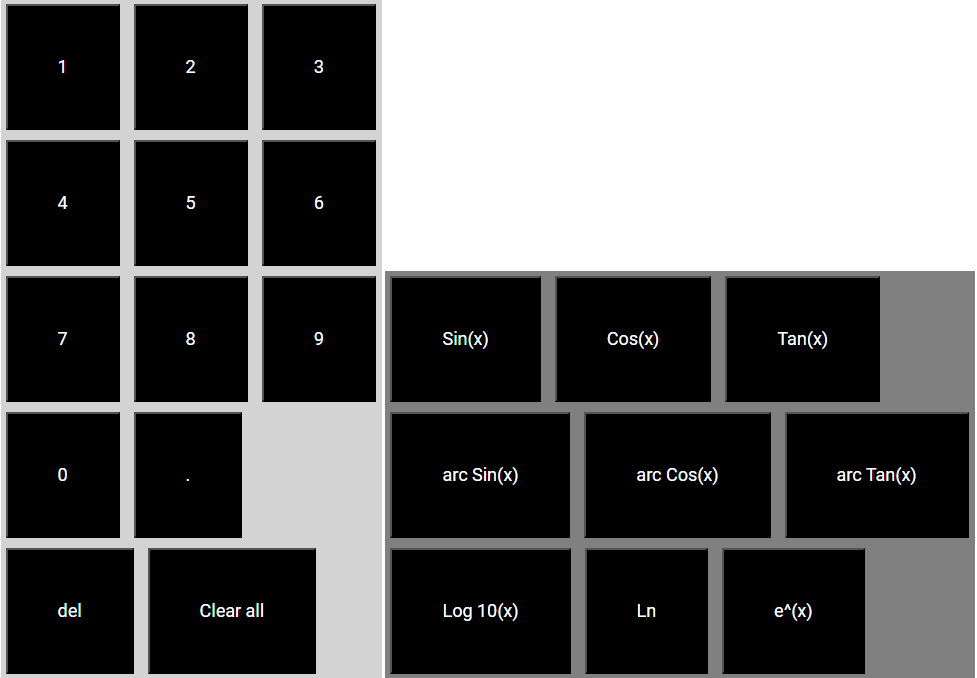 1 2 3
4 5 6
7 8 9
0 .
del Clear all
Sin(x) Cos(x) Tan(x)
arc Sin(x) arc Cos(x) arc Tan(x)
Log 10(x) Ln e^(x)